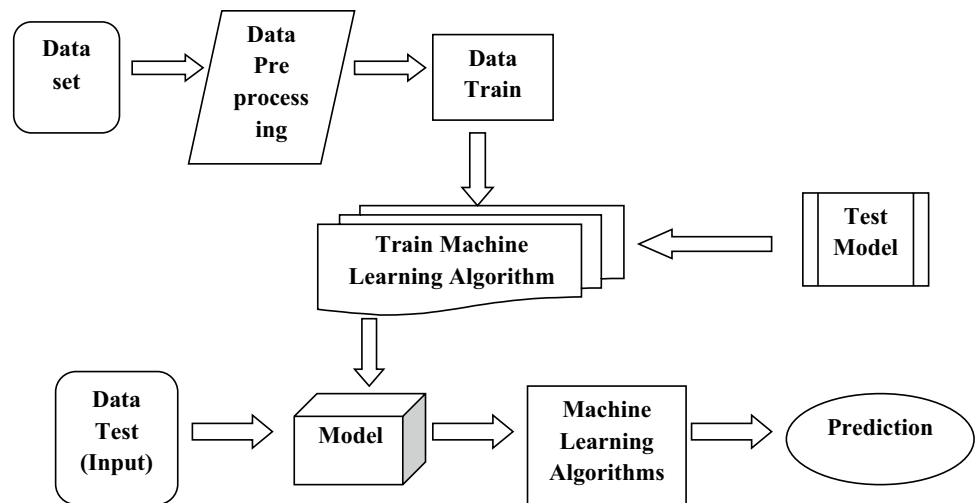 Data
set
Data
Pre
process
ing
Data
Train
Train Machine
Learning Algorithm
Test
Model
Data
Test
(Input)
Model
Machine
Learning
Algorithms
Prediction